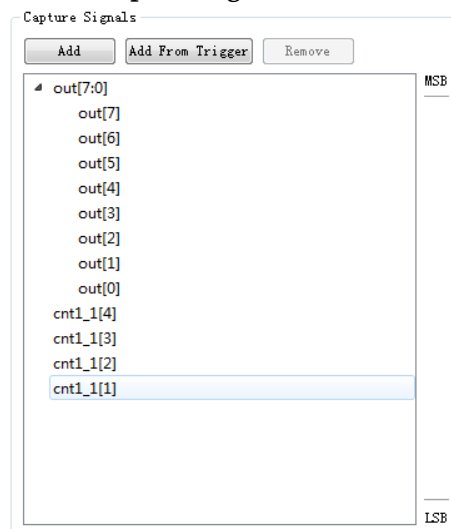 Capture Signals
Add Add From Trigger Remove
MSB
out[7:0]
out[7]
out[6]
out[5]
out[4]
out[3]
out[2]
out[1]
out[0]
cnt1_1[4]
cnt1_1[3]
cnt1_1[2]
cnt1_1[1]
LSB